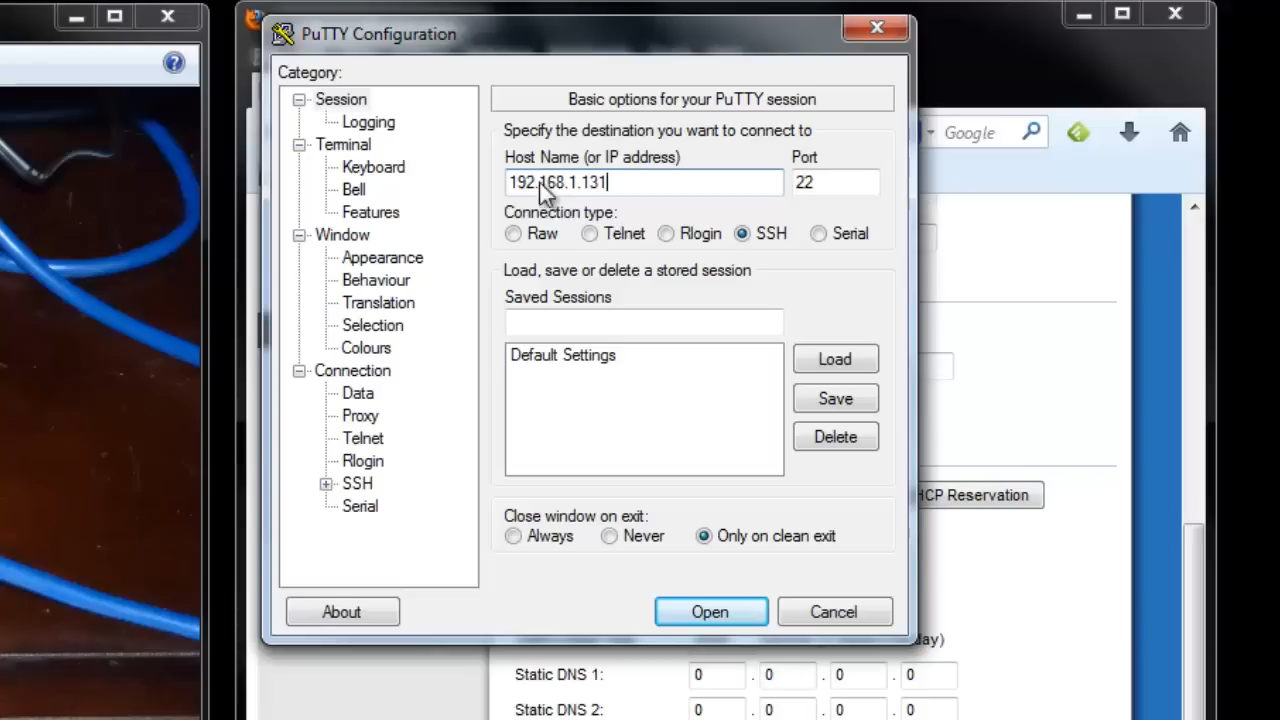 PuTTY Configuration
Category:
Session
Logging
Terminal
Keyboard
Bell
Features
Window
Appearance
Behaviour
Translation
Selection
Colours
Connection
Data
Proxy
Telnet
Rlogin
SSH
Serial
Basic options for your PuTTY session
Specify the destination you want to connect to
Host Name (or IP address) Port
192.168.1.131 22
Connection type:
Raw Telnet Rlogin SSH Serial
Load, save or delete a stored session
Saved Sessions
Default Settings
Load
Save
Delete
Close window on exit:
Always Never Only on clean exit
About Open Cancel
Google
HCP Reservation
day)
Static DNS 1: 0 . 0 . 0 . 0
Static DNS 2: 0 . 0 . 0 . 0